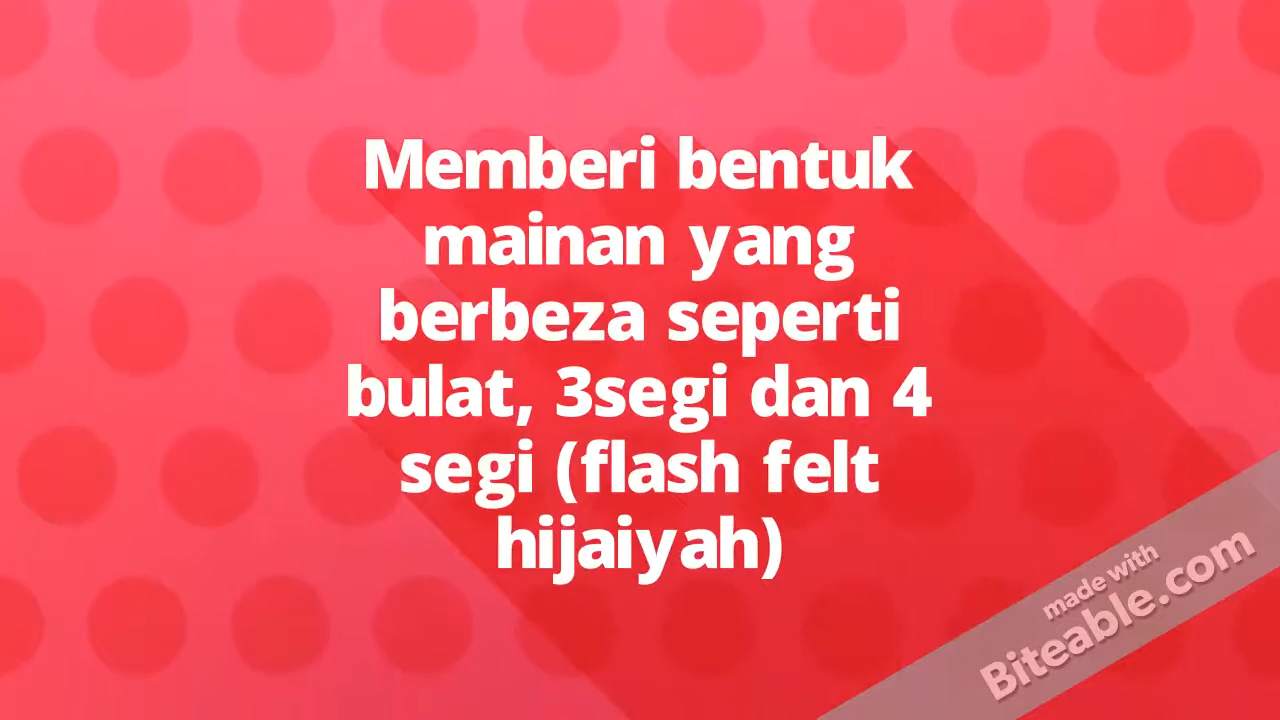 Memberi bentuk
mainan yang
berbeza seperti
bulat, 3segi dan 4
segi (flash felt
hijaiyah)
made with
Biteable.com